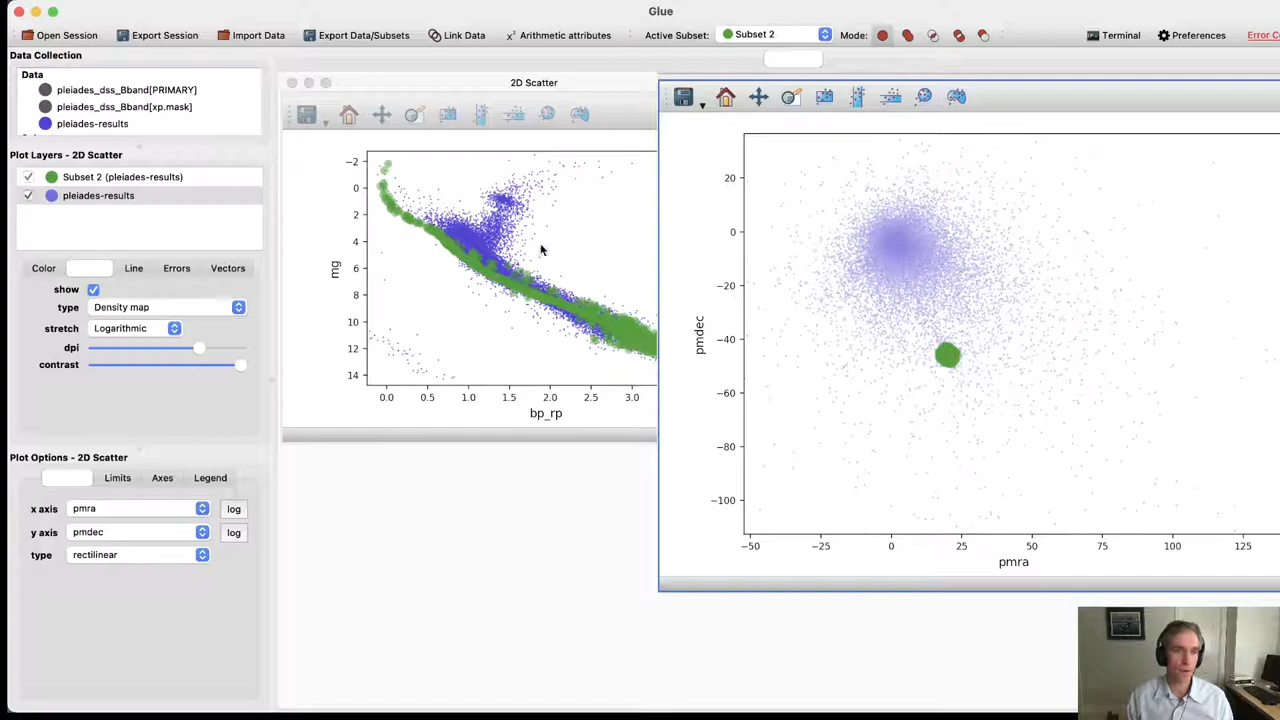 Glue
Open Session Export Session Import Data Export Data/Subsets Link Data Arithmetic attributes Active Subset: Subset 2 Mode: Terminal Preferences
Data Collection
Data
pleiades_dss_Bband[PRIMARY]
pleiades_dss_Bband[xp.mask]
pleiades-results
Plot Layers - 2D Scatter
Subset 2 (pleiades-results)
pleiades-results
Color Line Errors Vectors
show
type Density map
stretch Logarithmic
dpi
contrast
Plot Options - 2D Scatter
Limits Axes Legend
x axis pmra log
y axis pmdec log
type rectilinear
2D Scatter
−2
0
2
4
6
8
10
12
14
mg
0.0 0.5 1.0 1.5 2.0 2.5 3.0
bp_rp
20
0
−20
−40
−60
−80
−100
pmdec
−50 −25 0 25 50 75 100 125
pmra